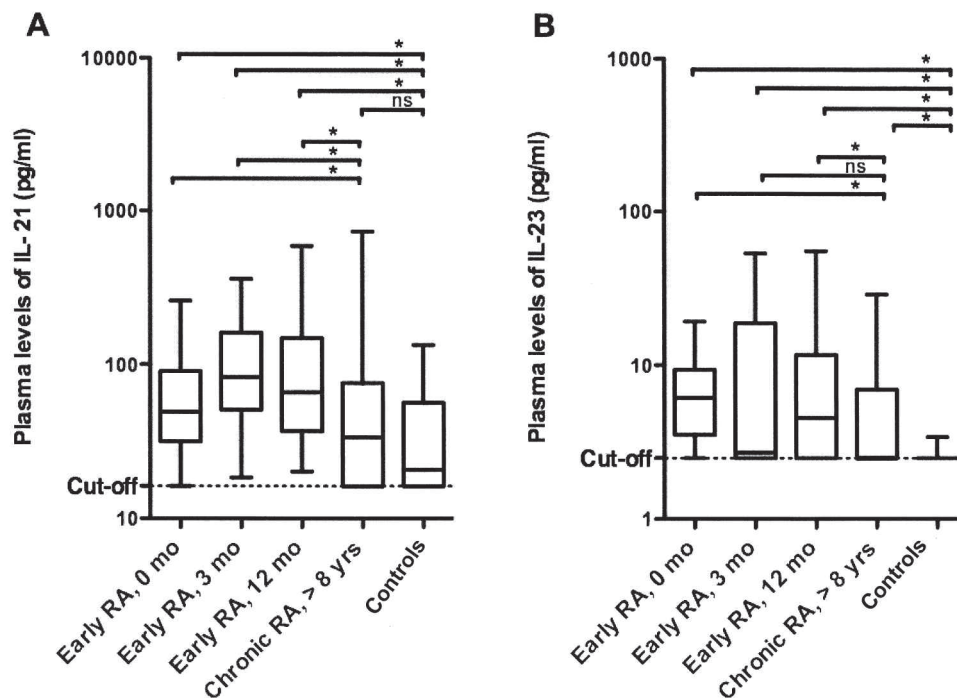 A
Plasma levels of IL-21 (pg/ml)
10000
1000
100
Cut-off
10
*
*
*
ns
*
*
*
Early RA, 0 mo
Early RA, 3 mo
Early RA, 12 mo
Chronic RA, > 8 yrs
Controls
B
Plasma levels of IL-23 (pg/ml)
1000
100
10
Cut-off
1
*
*
*
*
*
ns
*
Early RA, 0 mo
Early RA, 3 mo
Early RA, 12 mo
Chronic RA, > 8 yrs
Controls